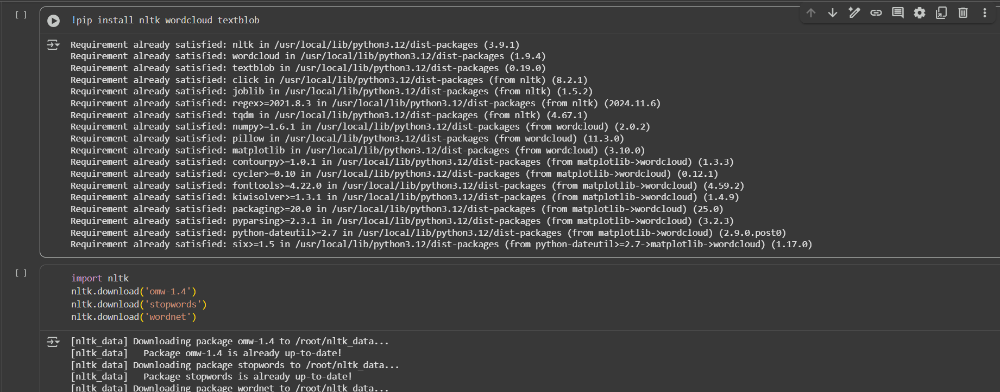 [ ]
!pip install nltk wordcloud textblob
Requirement already satisfied: nltk in /usr/local/lib/python3.12/dist-packages (3.9.1)
Requirement already satisfied: wordcloud in /usr/local/lib/python3.12/dist-packages (1.9.4)
Requirement already satisfied: textblob in /usr/local/lib/python3.12/dist-packages (0.19.0)
Requirement already satisfied: click in /usr/local/lib/python3.12/dist-packages (from nltk) (8.2.1)
Requirement already satisfied: joblib in /usr/local/lib/python3.12/dist-packages (from nltk) (1.5.2)
Requirement already satisfied: regex>=2021.8.3 in /usr/local/lib/python3.12/dist-packages (from nltk) (2024.11.6)
Requirement already satisfied: tqdm in /usr/local/lib/python3.12/dist-packages (from nltk) (4.67.1)
Requirement already satisfied: numpy>=1.6.1 in /usr/local/lib/python3.12/dist-packages (from wordcloud) (2.0.2)
Requirement already satisfied: pillow in /usr/local/lib/python3.12/dist-packages (from wordcloud) (11.3.0)
Requirement already satisfied: matplotlib in /usr/local/lib/python3.12/dist-packages (from wordcloud) (3.10.0)
Requirement already satisfied: contourpy>=1.0.1 in /usr/local/lib/python3.12/dist-packages (from matplotlib->wordcloud) (1.3.3)
Requirement already satisfied: cycler>=0.10 in /usr/local/lib/python3.12/dist-packages (from matplotlib->wordcloud) (0.12.1)
Requirement already satisfied: fonttools>=4.22.0 in /usr/local/lib/python3.12/dist-packages (from matplotlib->wordcloud) (4.59.2)
Requirement already satisfied: kiwisolver>=1.3.1 in /usr/local/lib/python3.12/dist-packages (from matplotlib->wordcloud) (1.4.9)
Requirement already satisfied: packaging>=20.0 in /usr/local/lib/python3.12/dist-packages (from matplotlib->wordcloud) (25.0)
Requirement already satisfied: pyparsing>=2.3.1 in /usr/local/lib/python3.12/dist-packages (from matplotlib->wordcloud) (3.2.3)
Requirement already satisfied: python-dateutil>=2.7 in /usr/local/lib/python3.12/dist-packages (from matplotlib->wordcloud) (2.9.0.post0)
Requirement already satisfied: six>=1.5 in /usr/local/lib/python3.12/dist-packages (from python-dateutil>=2.7->matplotlib->wordcloud) (1.17.0)
[ ]
import nltk
nltk.download('omw-1.4')
nltk.download('stopwords')
nltk.download('wordnet')
[nltk_data] Downloading package omw-1.4 to /root/nltk_data...
[nltk_data]   Package omw-1.4 is already up-to-date!
[nltk_data] Downloading package stopwords to /root/nltk_data...
[nltk_data]   Package stopwords is already up-to-date!
[nltk_data] Downloading package wordnet to /root/nltk_data...